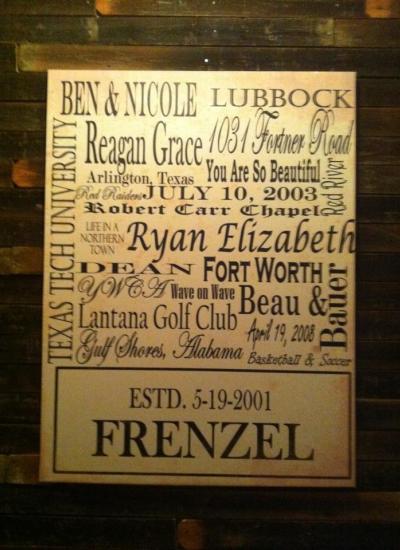 BEN & NICOLE
LUBBOCK
TEXAS TECH UNIVERSITY
Reagan Grace
1031 Fortner Road
Arlington, Texas
You Are So Beautiful
Red River
Red Raiders
JULY 10, 2003
Robert Carr Chapel
LIFE IN A
NORTHERN
TOWN
Ryan Elizabeth
DEAN
FORT WORTH
YWCA
Wave on Wave
Beau &
Bauer
Lantana Golf Club
April 19, 2008
Gulf Shores, Alabama
Basketball & Soccer
ESTD. 5-19-2001
FRENZEL